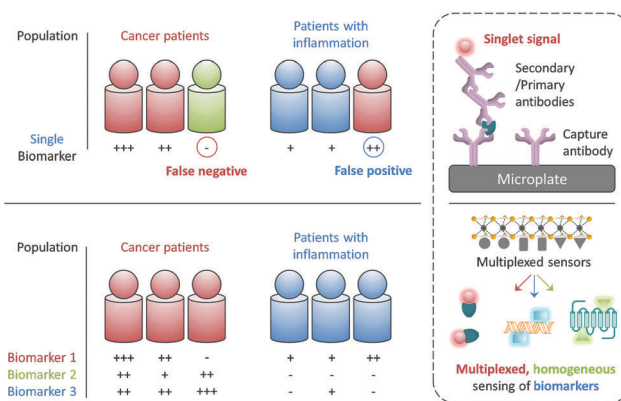 Population
Cancer patients
Patients with
inflammation
Single
Biomarker
+++ ++ - + + ++
False negative
False positive
Population
Cancer patients
Patients with
inflammation
Biomarker 1 +++ ++ - + + ++
Biomarker 2 ++ + ++ - - -
Biomarker 3 ++ ++ +++ - + -
Singlet signal
Secondary
/Primary
antibodies
Capture
antibody
Microplate
Multiplexed sensors
Multiplexed, homogeneous
sensing of biomarkers